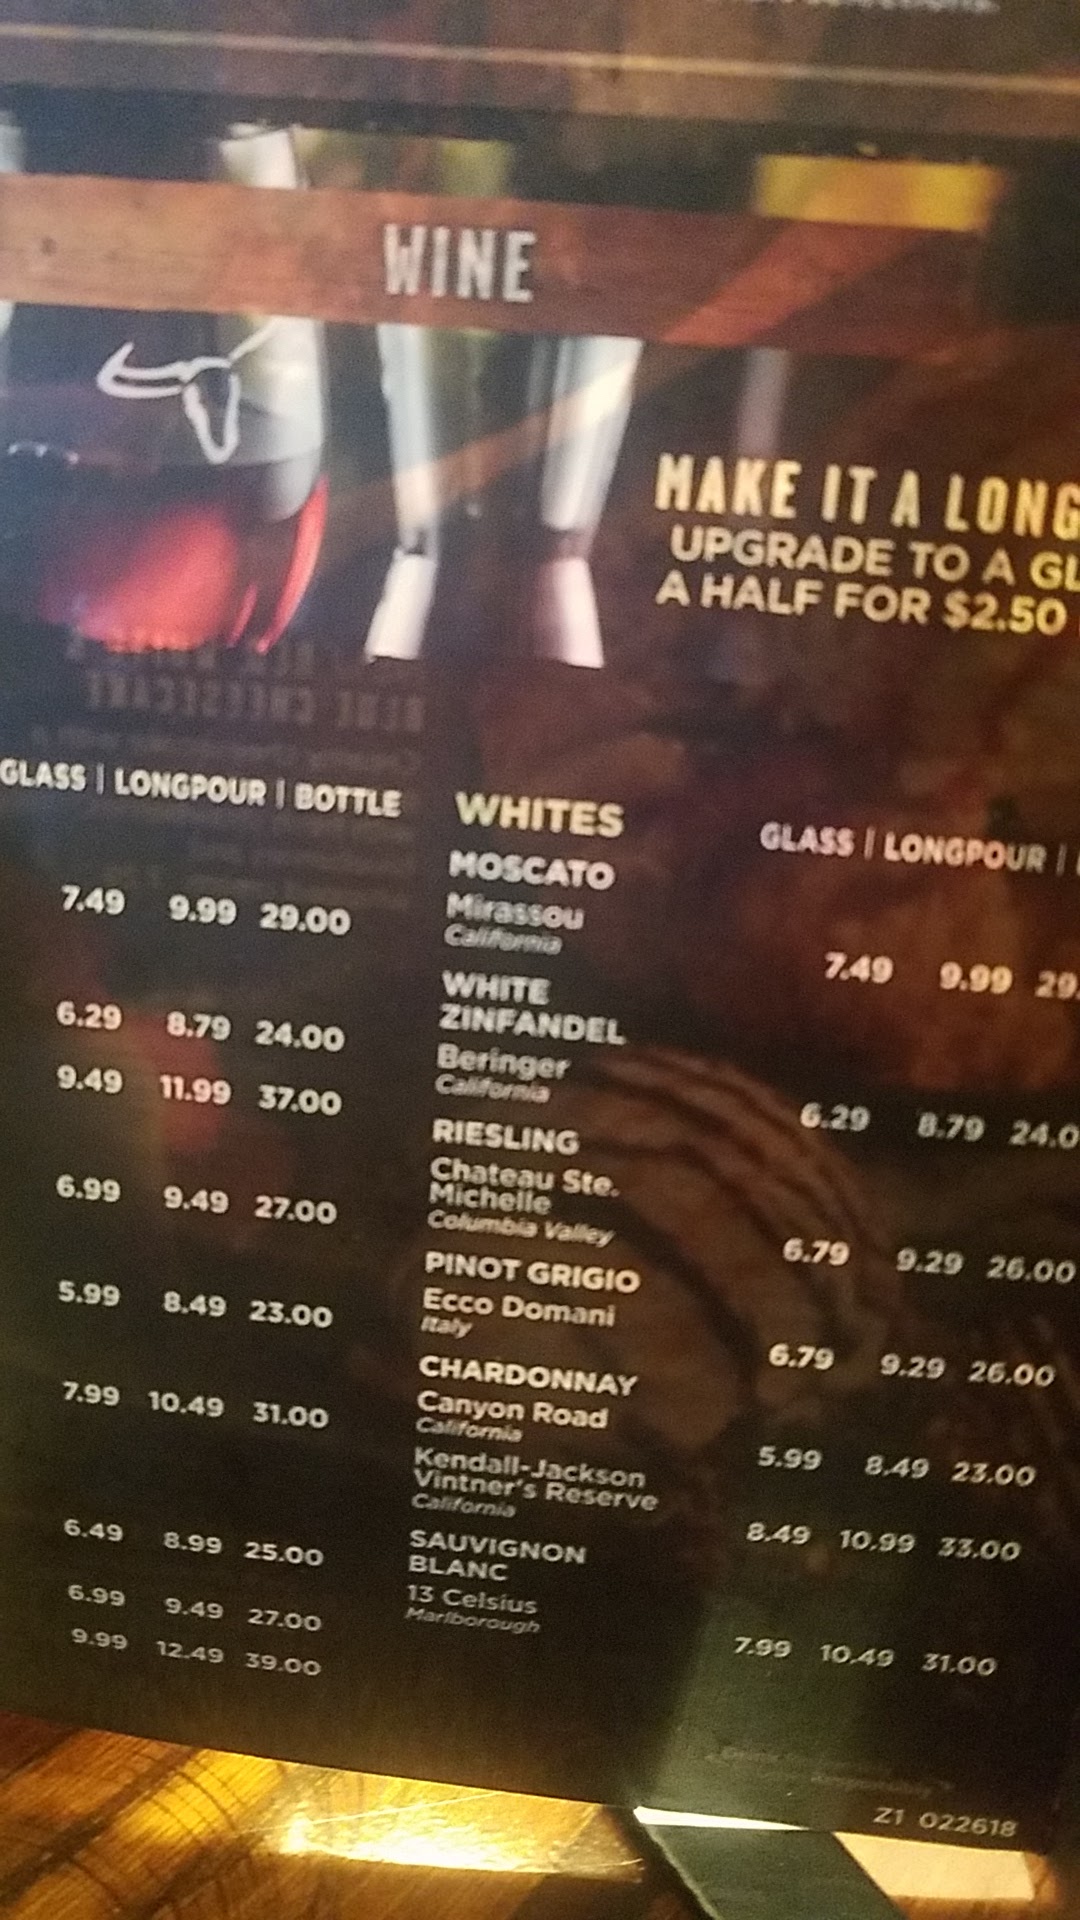 WINE
MAKE IT A LONG
UPGRADE TO A GL
A HALF FOR $2.50
GLASS | LONGPOUR | BOTTLE
7.49 9.99 29.00
6.29 8.79 24.00
9.49 11.99 37.00
6.99 9.49 27.00
5.99 8.49 23.00
7.99 10.49 31.00
6.49 8.99 25.00
6.99 9.49 27.00
9.99 12.49 39.00
WHITES
GLASS | LONGPOUR |
MOSCATO
Mirassou
7.49 9.99 29.
California
WHITE
ZINFANDEL
Beringer
6.29 8.79 24.0
California
RIESLING
Chateau Ste.
Michelle
6.79 9.29 26.00
Columbia Valley
PINOT GRIGIO
Ecco Domani
6.79 9.29 26.00
Italy
CHARDONNAY
Canyon Road
5.99 8.49 23.00
California
Kendall-Jackson
Vintner's Reserve
8.49 10.99 33.00
California
SAUVIGNON
BLANC
13 Celsius
7.99 10.49 31.00
Marlborough
Z1 022618